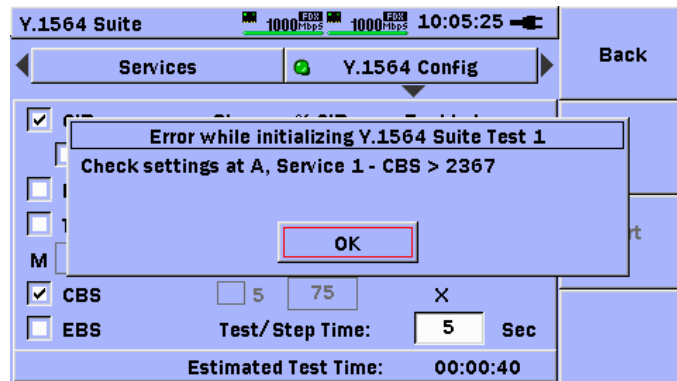 Y.1564 Suite 1000 FDX Mbps 1000 FDX Mbps 10:05:25
Services Y.1564 Config Back
Error while initializing Y.1564 Suite Test 1
Check settings at A, Service 1 - CBS > 2367
OK
M
CBS 5 75 X
EBS Test/Step Time: 5 Sec
Estimated Test Time: 00:00:40